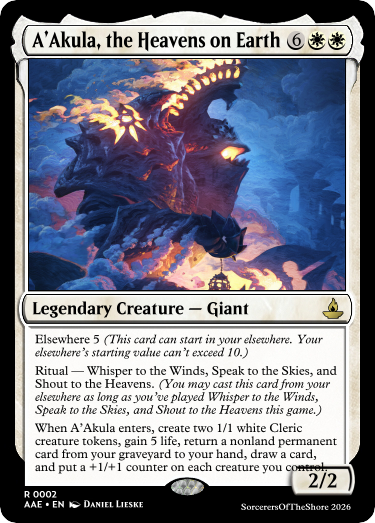 A'Akula, the Heavens on Earth 6
Legendary Creature — Giant
Elsewhere 5 (This card can start in your elsewhere. Your
elsewhere's starting value can't exceed 10.)
Ritual — Whisper to the Winds, Speak to the Skies, and
Shout to the Heavens. (You may cast this card from your
elsewhere as long as you've played Whisper to the Winds,
Speak to the Skies, and Shout to the Heavens this game.)
When A'Akula enters, create two 1/1 white Cleric
creature tokens, gain 5 life, return a nonland permanent
card from your graveyard to your hand, draw a card,
and put a +1/+1 counter on each creature you control.
2/2
R 0002
AAE • EN Daniel Lieske
SorcerersOfTheShore 2026